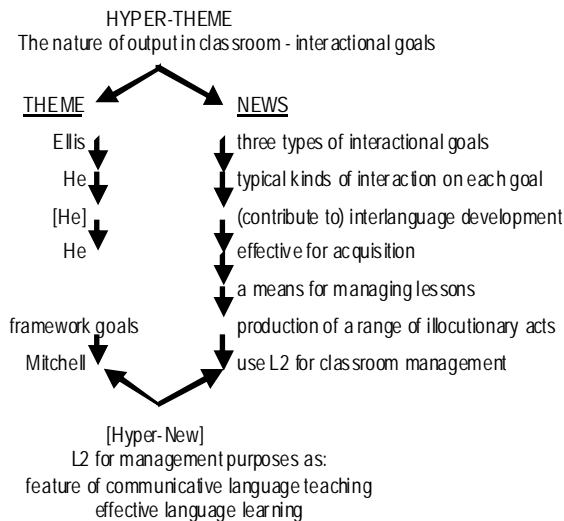 HYPER-THEME
The nature of output in classroom - interactional goals
THEME NEWS
Ellis three types of interactional goals
He typical kinds of interaction on each goal
[He] (contribute to) interlanguage development
He effective for acquisition
a means for managing lessons
framework goals production of a range of illocutionary acts
Mitchell use L2 for classroom management
[Hyper-New]
L2 for management purposes as:
feature of communicative language teaching
effective language learning